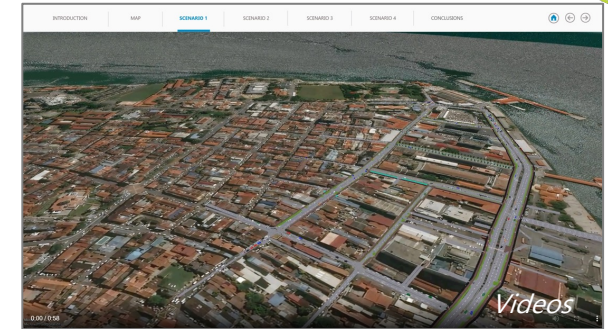 INTRODUCTION MAP SCENARIO 1 SCENARIO 2 SCENARIO 3 SCENARIO 4 CONCLUSIONS
Videos
0:00 / 0:58